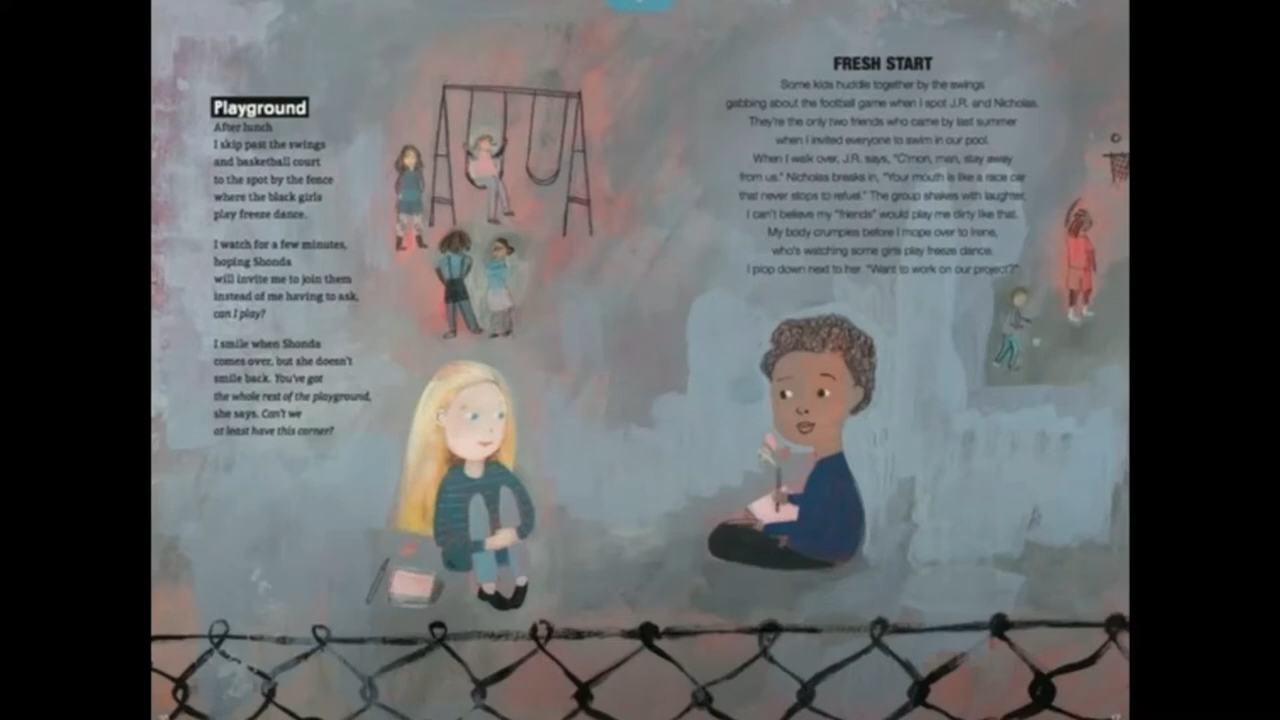 Playground
After lunch
I skip past the swings
and basketball court
to the spot by the fence
where the black girls
play freeze dance.
I watch for a few minutes,
hoping Shonda
will invite me to join them
instead of me having to ask,
can I play?
I smile when Shonda
comes over, but she doesn't
smile back. You've got
the whole rest of the playground,
she says. Can't we
at least have this corner?
FRESH START
Some kids huddle together by the swings
gabbing about the football game when I spot J.R. and Nicholas.
They're the only two friends who came by last summer
when I invited everyone to swim in our pool.
When I walk over, J.R. says, "C'mon, man, stay away
from us." Nicholas breaks in, "Your mouth is like a race car
that never stops to refuel." The group shakes with laughter,
I can't believe my "friends" would play me dirty like that.
My body crumples before I mope over to Irene,
who's watching some girls play freeze dance.
I plop down next to her. "Want to work on our project?"